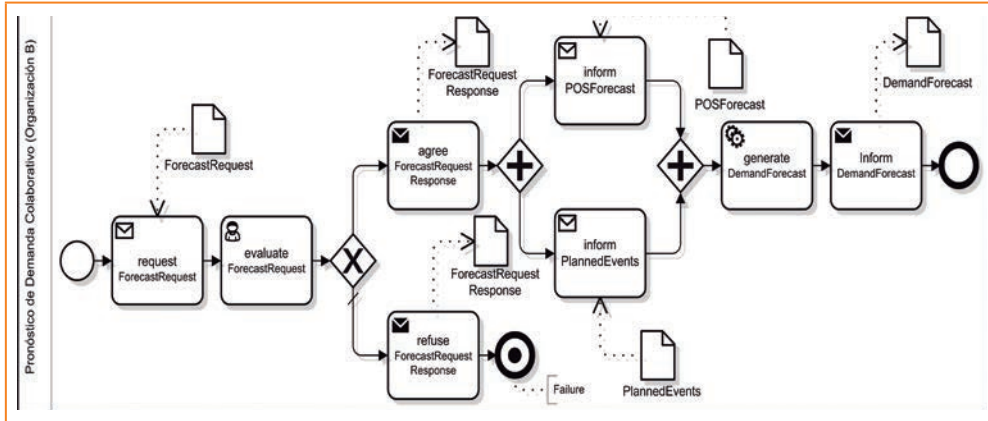 Pronóstico de Demanda Colaborativo (Organización B)
ForecastRequest
request
ForecastRequest
evaluate
ForecastRequest
X
ForecastRequest
Response
agree
ForecastRequest
Response
ForecastRequest
Response
refuse
ForecastRequest
Response
Failure
inform
POSForecast
POSForecast
inform
PlannedEvents
PlannedEvents
generate
DemandForecast
DemandForecast
Inform
DemandForecast